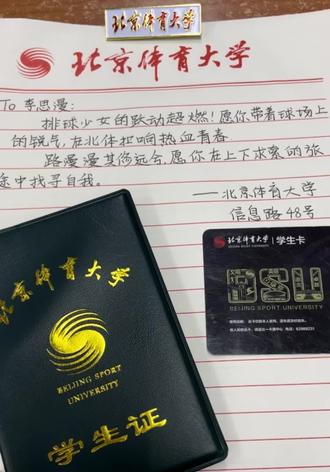 北京体育大学
北京体育大学
To 李思漫:
排球少女的跃动超燃!愿你带着球场上
的锐气,在北体扣响热血青春
路漫漫其修远兮,愿你在上下求索的旅
途中找寻自我。
——北京体育大学
信息路48号
北京体育大学 | 学生卡
BSU
BEIJING SPORT UNIVERSITY
北京体育大学
BEIJING SPORT
UNIVERSITY
学生证